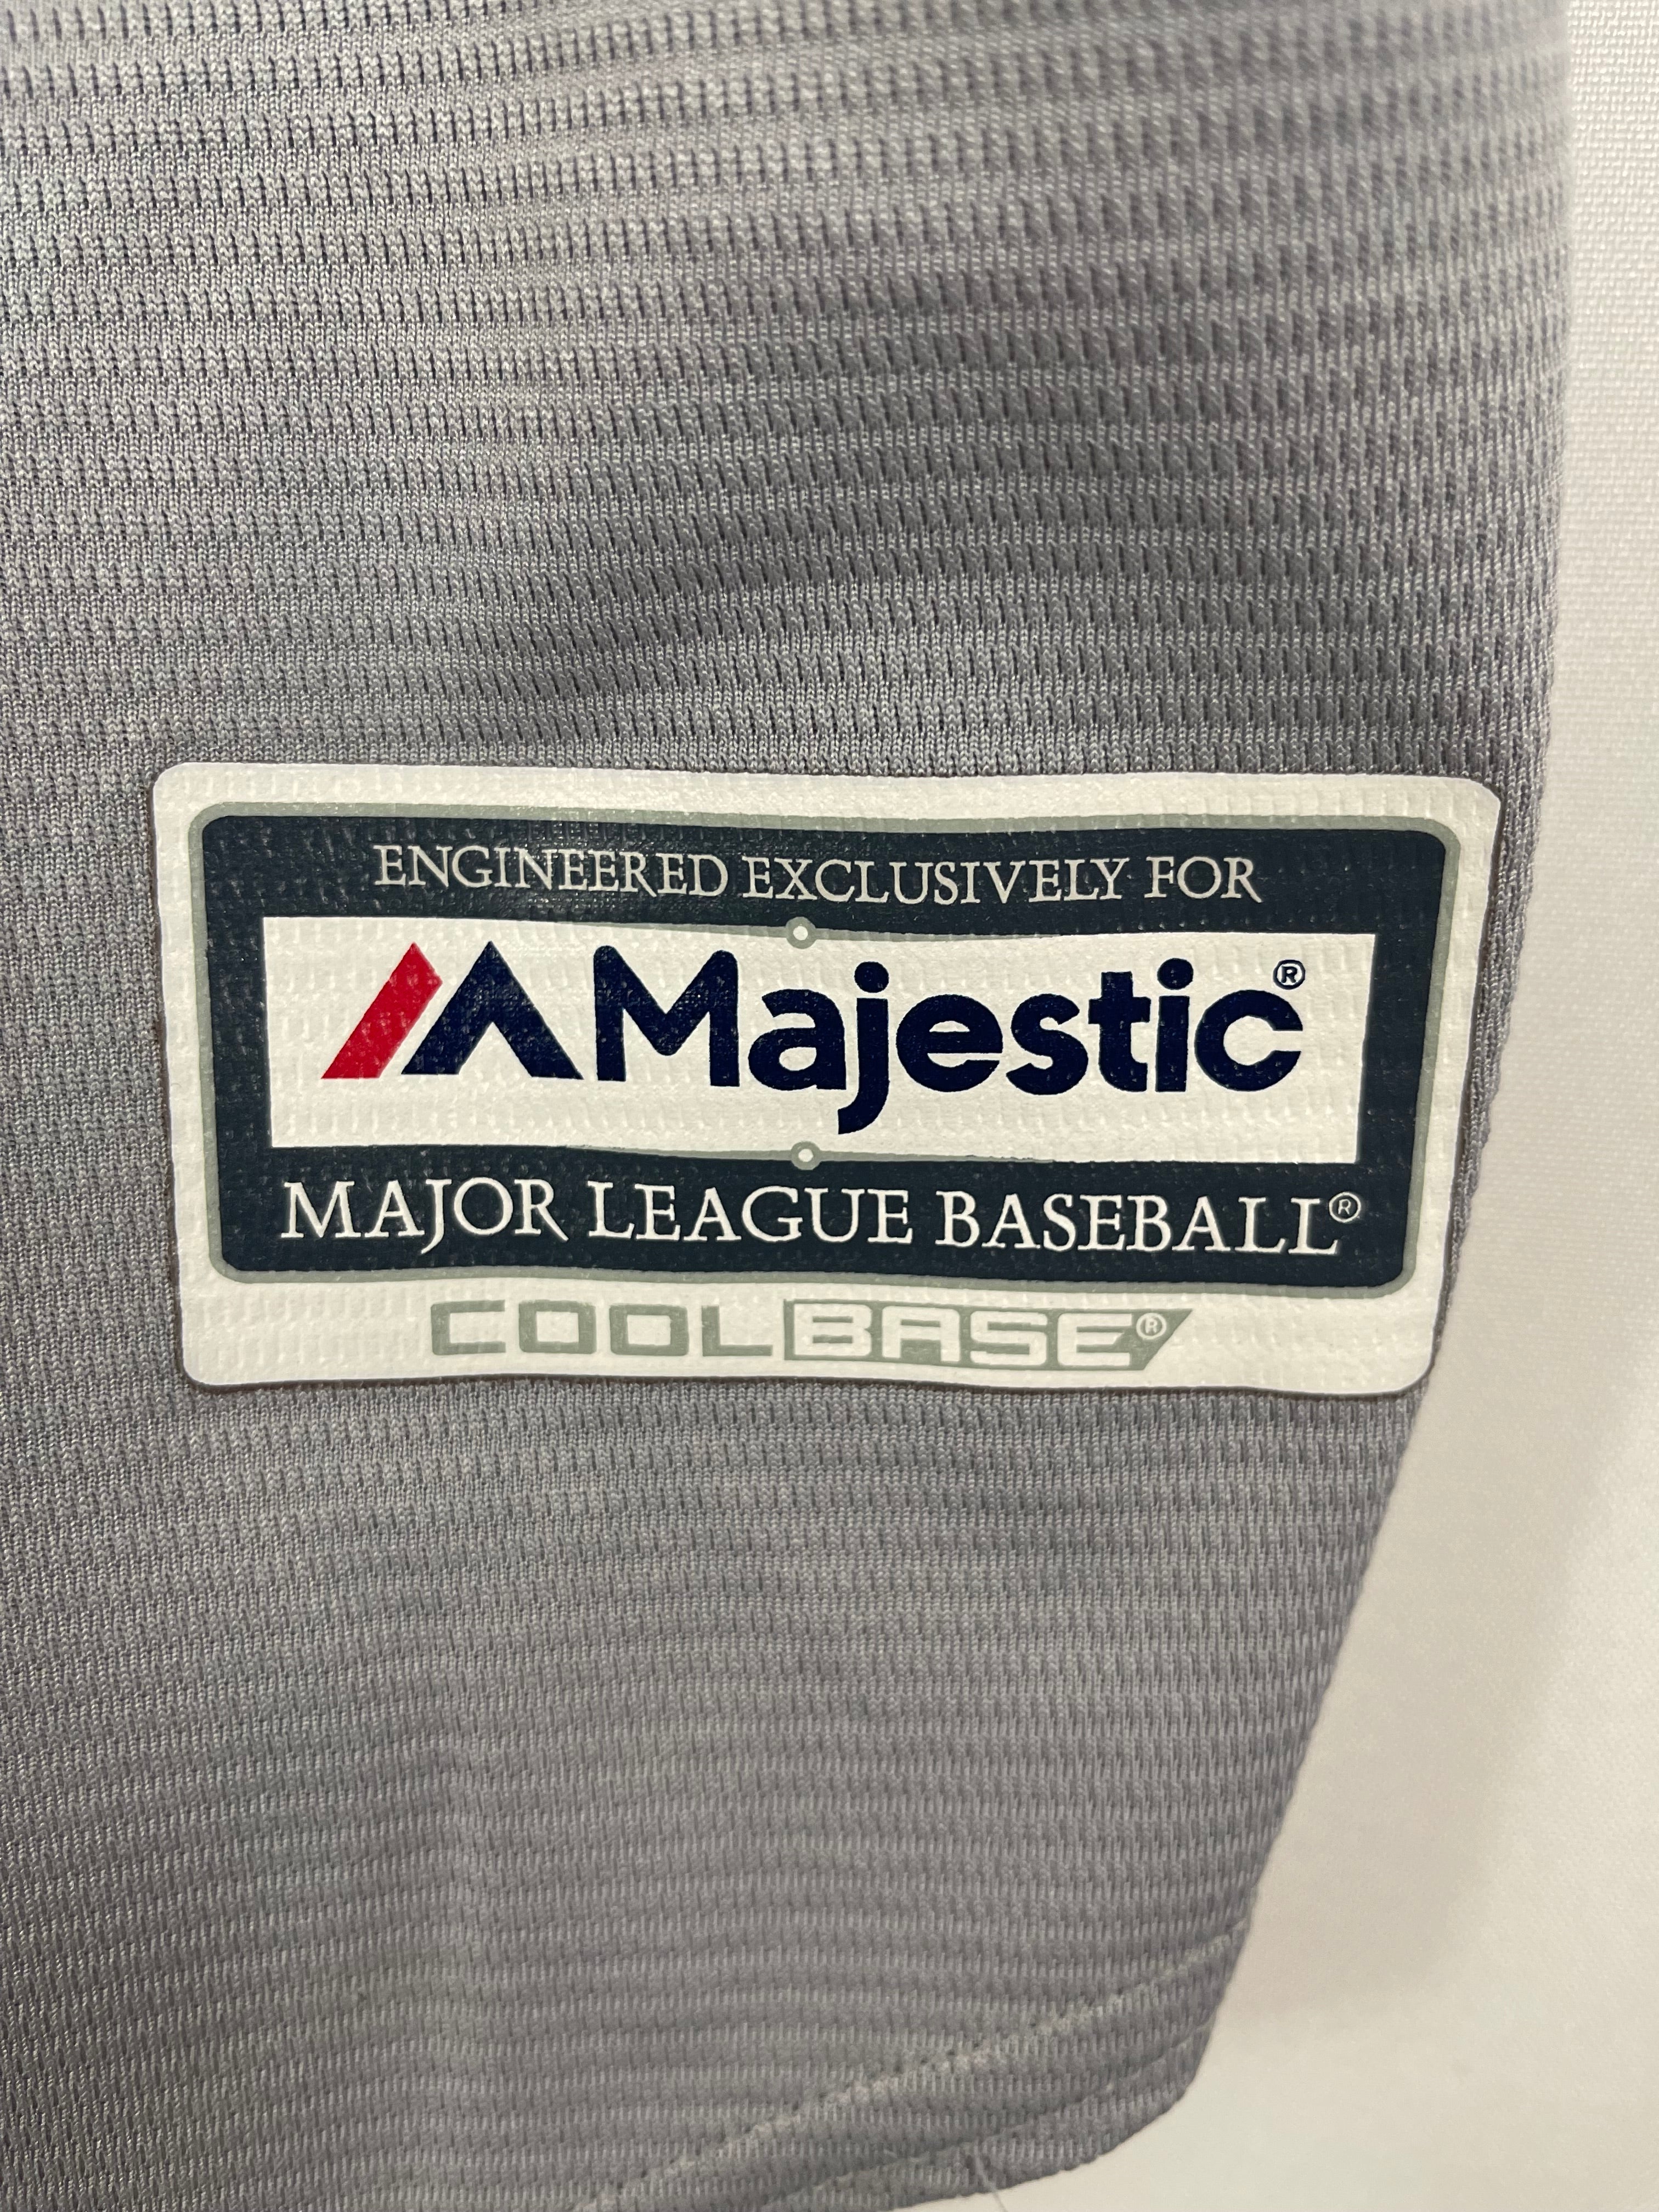 ENGINEERED EXCLUSIVELY FOR
Majestic®
MAJOR LEAGUE BASEBALL®
COOLBASE®